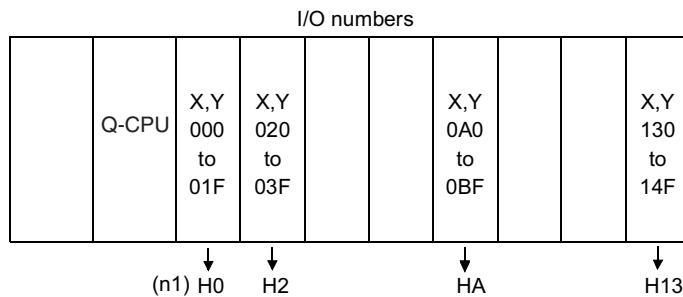 I/O numbers
Q-CPU
X,Y
000
to
01F
X,Y
020
to
03F
X,Y
0A0
to
0BF
X,Y
130
to
14F
(n1) H0 H2 HA H13